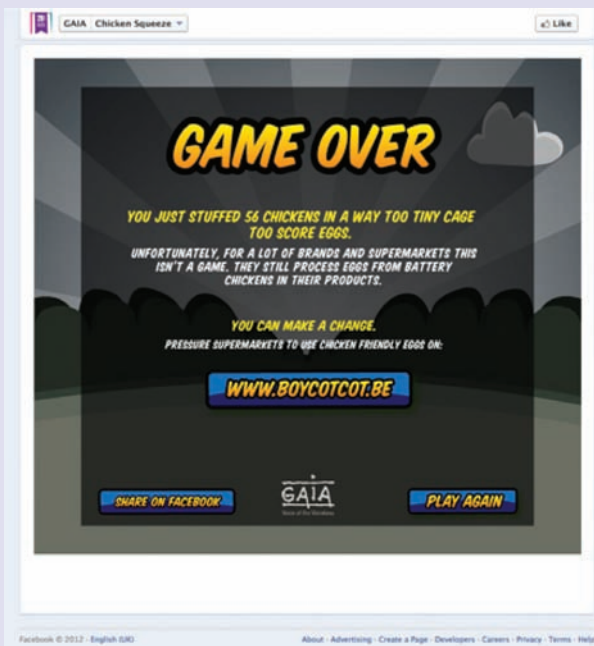 GAIA Chicken Squeeze
Like
GAME OVER
YOU JUST STUFFED 56 CHICKENS IN A WAY TOO TINY CAGE
TOO SCORE EGGS.
UNFORTUNATELY, FOR A LOT OF BRANDS AND SUPERMARKETS THIS
ISN'T A GAME. THEY STILL PROCESS EGGS FROM BATTERY
CHICKENS IN THEIR PRODUCTS.
YOU CAN MAKE A CHANGE.
PRESSURE SUPERMARKETS TO USE CHICKEN FRIENDLY EGGS ON:
WWW.BOYCOTCOT.BE
SHARE ON FACEBOOK
GAIA
PLAY AGAIN
Facebook © 2012 · English (UK)
About · Advertising · Create a Page · Developers · Careers · Privacy · Terms · Help